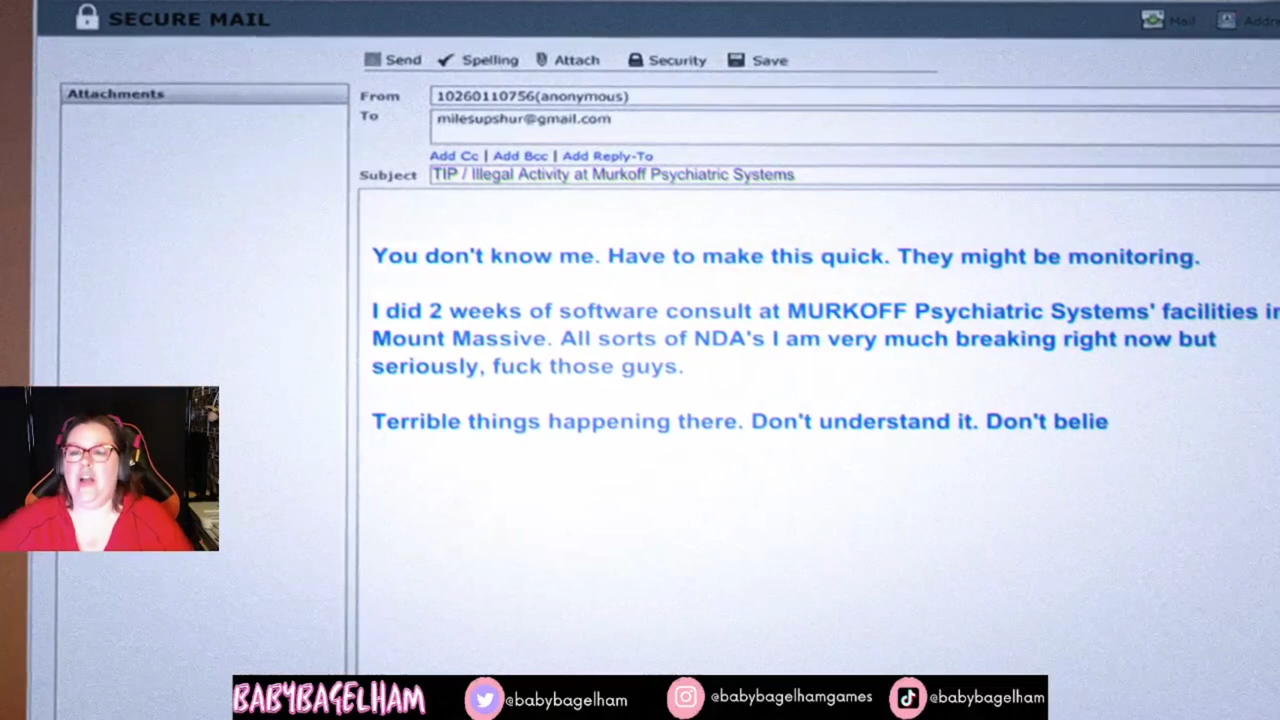 SECURE MAIL
Mail
Send Spelling Attach Security Save
Attachments
From 10260110756(anonymous)
To milesupshur@gmail.com
Add Cc | Add Bcc | Add Reply-To
Subject TIP / Illegal Activity at Murkoff Psychiatric Systems
You don't know me. Have to make this quick. They might be monitoring.
I did 2 weeks of software consult at MURKOFF Psychiatric Systems' facilities in
Mount Massive. All sorts of NDA's I am very much breaking right now but
seriously, fuck those guys.
Terrible things happening there. Don't understand it. Don't belie
BABYBAGELHAM @babybagelham @babybagelhamgames @babybagelham